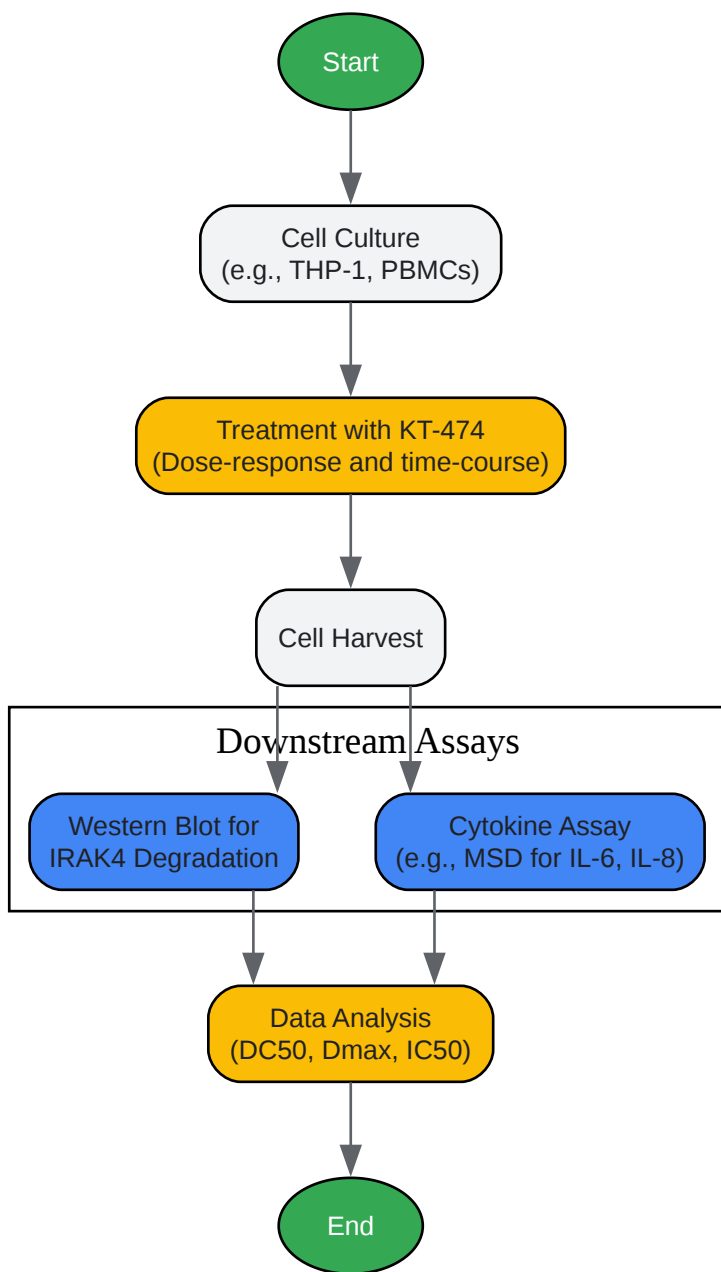 Start
Cell Culture
(e.g., THP-1, PBMCs)
Treatment with KT-474
(Dose-response and time-course)
Cell Harvest
Downstream Assays
Western Blot for
IRAK4 Degradation
Cytokine Assay
(e.g., MSD for IL-6, IL-8)
Data Analysis
(DC50, Dmax, IC50)
End